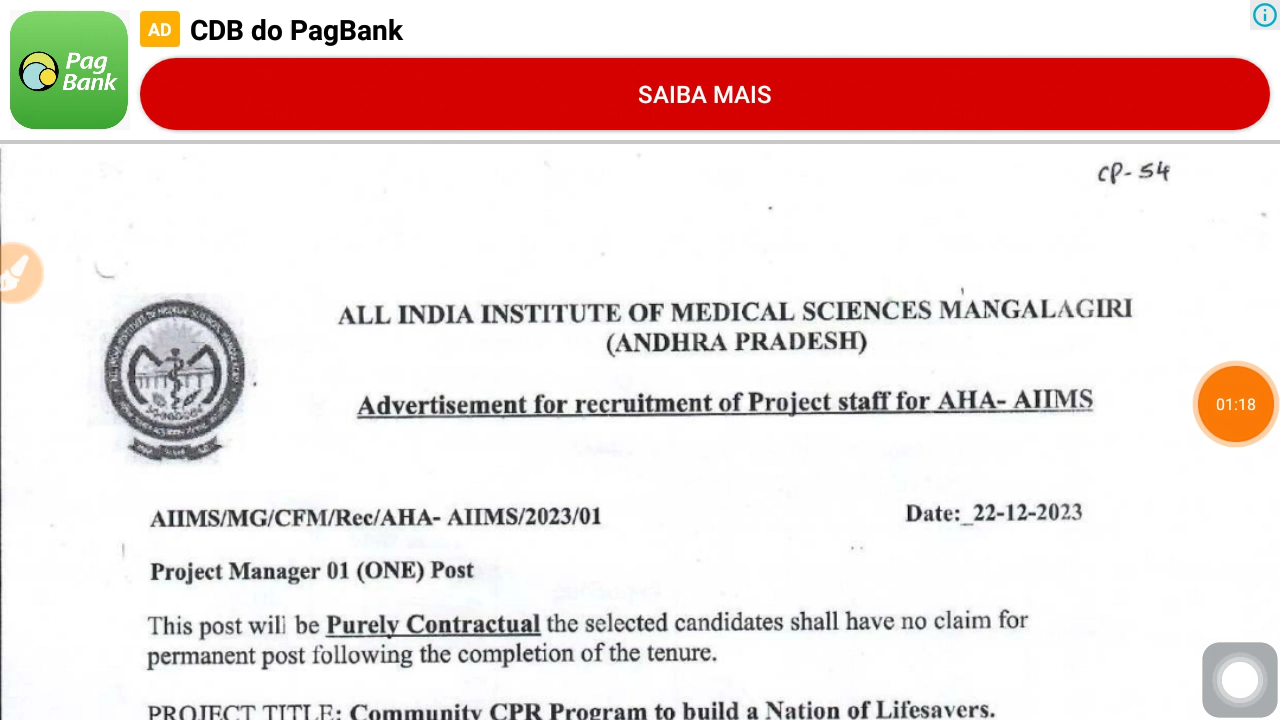 Pag
Bank
AD
CDB do PagBank
SAIBA MAIS
CP-54
ALL INDIA INSTITUTE OF MEDICAL SCIENCES MANGALAGIRI
(ANDHRA PRADESH)
Advertisement for recruitment of Project staff for AHA- AIIMS
01:18
AIIMS/MG/CFM/Rec/AHA- AIIMS/2023/01
Date:_22-12-2023
Project Manager 01 (ONE) Post
This post will be Purely Contractual the selected candidates shall have no claim for
permanent post following the completion of the tenure.
PROJECT TITLE: Community CPR Program to build a Nation of Lifesavers.